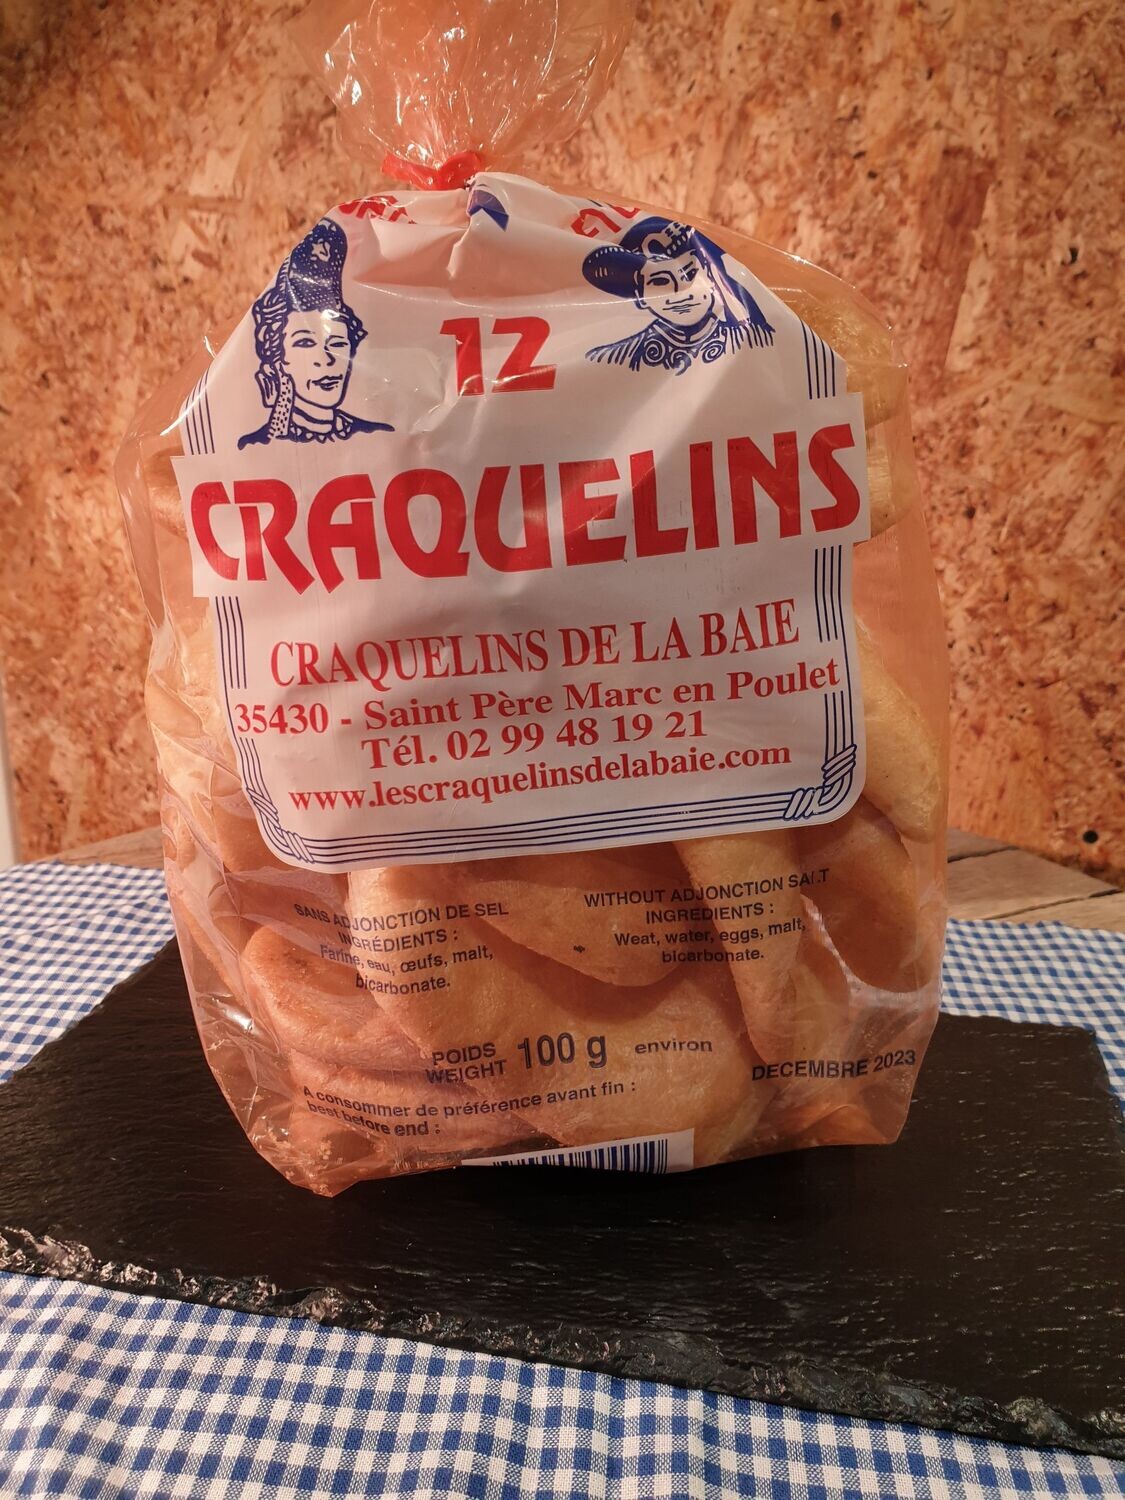 12
CRAQUELINS
CRAQUELINS DE LA BAIE
35430 - Saint Père Marc en Poulet
Tél. 02 99 48 19 21
www.lescraquelinsdelabaie.com
SANS ADJONCTION DE SEL
INGRÉDIENTS :
Farine, eau, œufs, malt,
bicarbonate.
WITHOUT ADJONCTION SALT
INGREDIENTS :
Weat, water, eggs, malt,
bicarbonate.
POIDS
WEIGHT 100 g environ
A consommer de préférence avant fin :
best before end :
DECEMBRE 2023